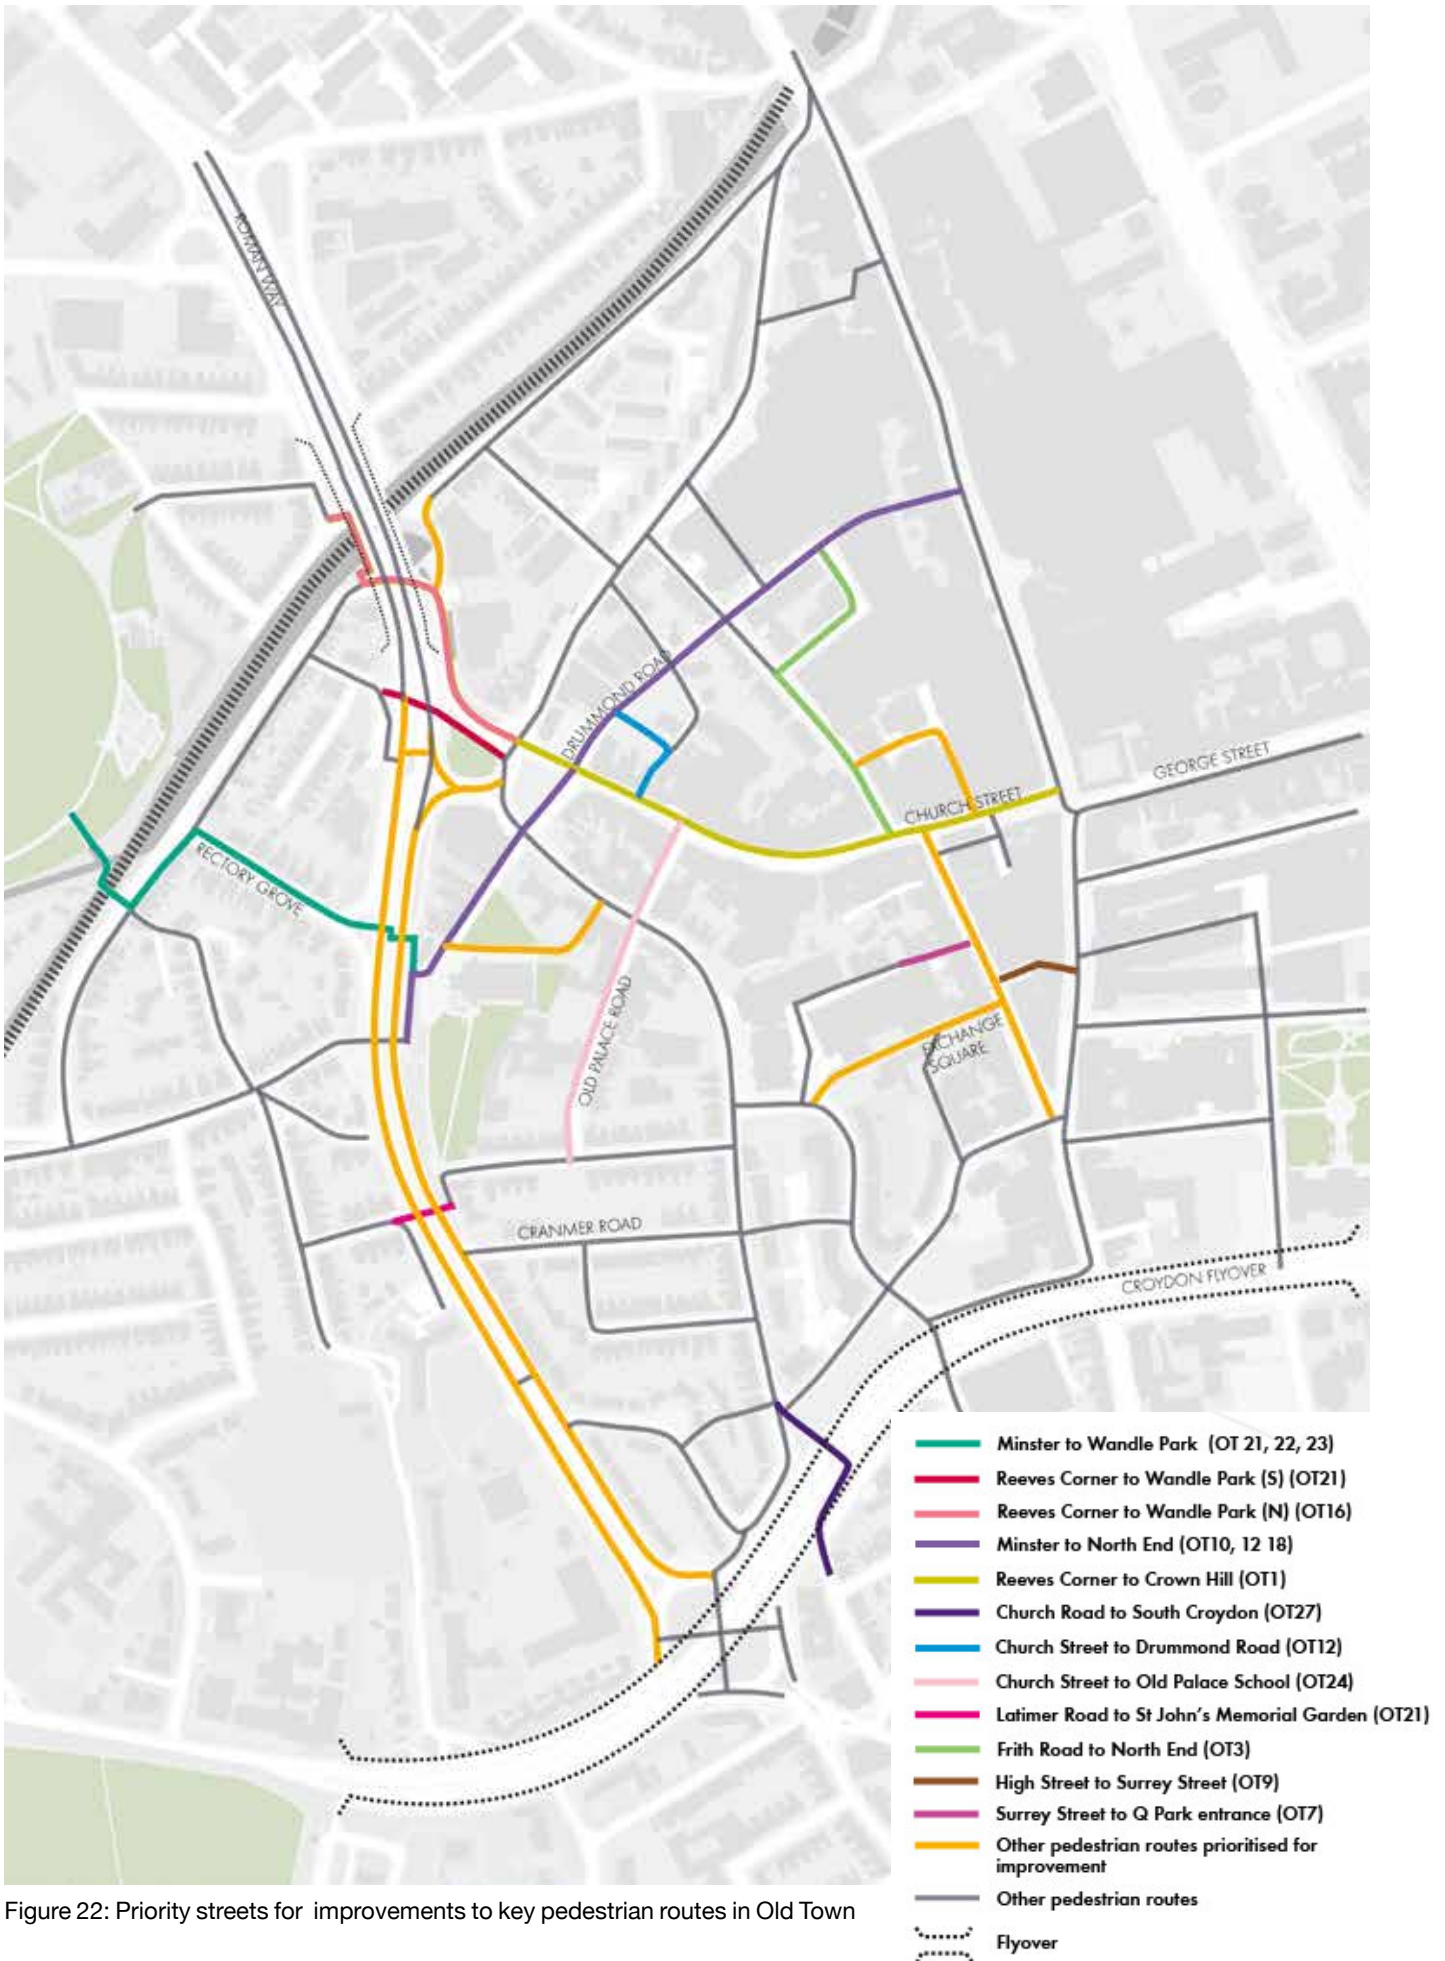 ROMAN WAY
DRUMMOND ROAD
GEORGE STREET
CHURCH STREET
RECTORY GROVE
OLD PALACE ROAD
EXCHANGE
SQUARE
CRANMER ROAD
CROYDON FLYOVER
Minster to Wandle Park (OT 21, 22, 23)
Reeves Corner to Wandle Park (S) (OT21)
Reeves Corner to Wandle Park (N) (OT16)
Minster to North End (OT10, 12 18)
Reeves Corner to Crown Hill (OT1)
Church Road to South Croydon (OT27)
Church Street to Drummond Road (OT12)
Church Street to Old Palace School (OT24)
Latimer Road to St John's Memorial Garden (OT21)
Frith Road to North End (OT3)
High Street to Surrey Street (OT9)
Surrey Street to Q Park entrance (OT7)
Other pedestrian routes prioritised for
improvement
Other pedestrian routes
Flyover
Figure 22: Priority streets for improvements to key pedestrian routes in Old Town